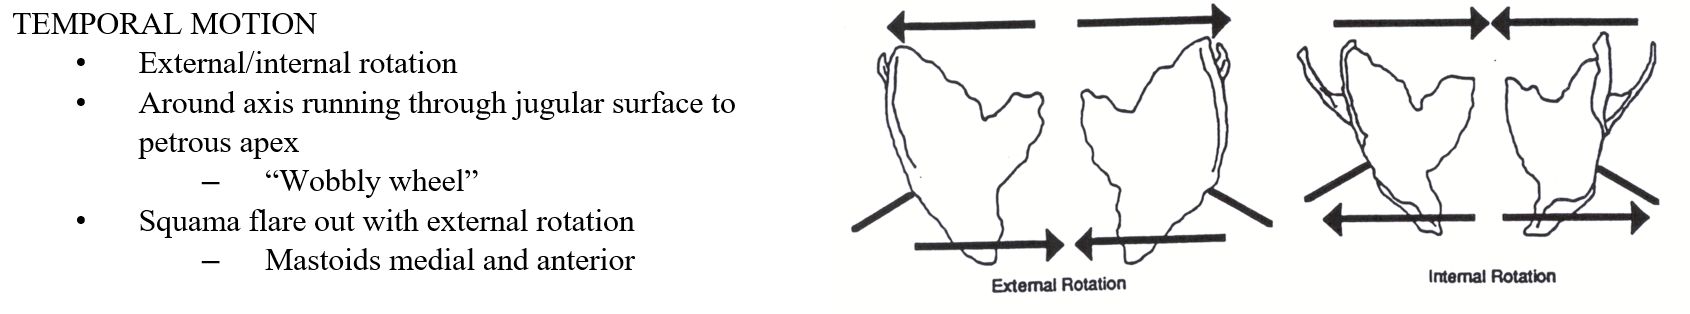 TEMPORAL MOTION
• External/internal rotation
• Around axis running through jugular surface to
petrous apex
– “Wobbly wheel”
• Squama flare out with external rotation
– Mastoids medial and anterior
External Rotation
Internal Rotation